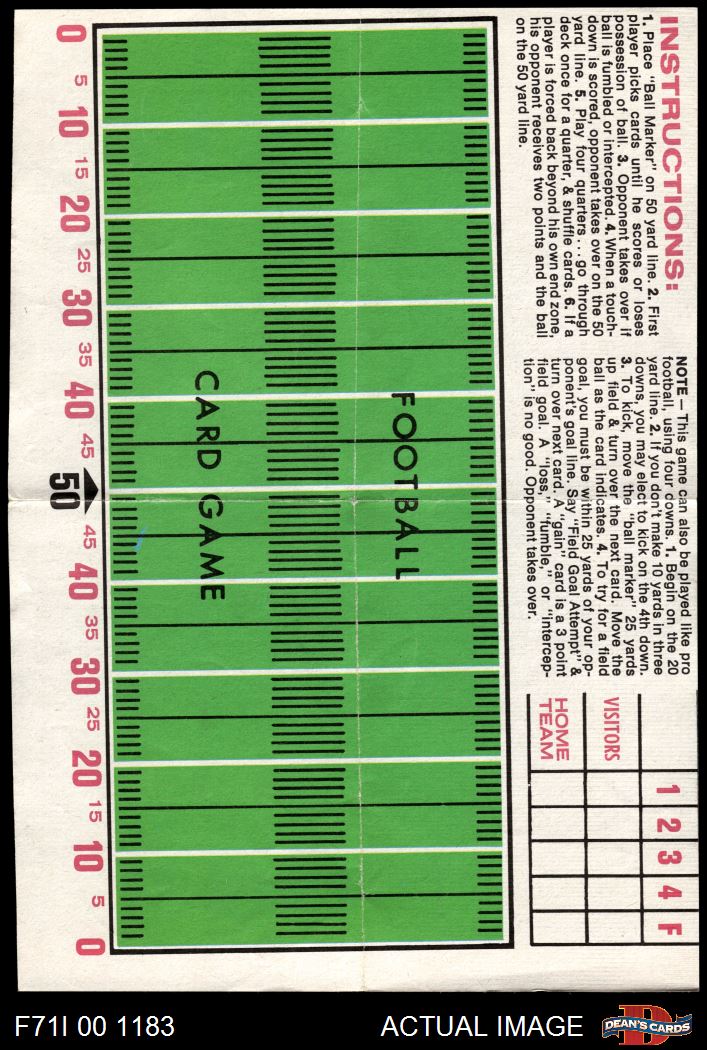 INSTRUCTIONS:
1. Place "Ball Marker" on 50 yard line. 2. First
player picks cards until he scores or loses
possession of ball. 3. Opponent takes over if
ball is fumbled or intercepted. 4. When a touch-
down is scored, opponent takes over on the 50
yard line. 5. Play four quarters . . . go through
deck once for a quarter, & shuffle cards. 6. If a
player is forced back beyond his own end zone,
his opponent receives two points and the ball
on the 50 yard line.
NOTE — This game can also be played like pro
football, using four downs. 1. Begin on the 20
yard line. 2. If you don't make 10 yards in three
downs, you may elect to kick on the 4th down.
3. To kick, move the "ball marker" 25 yards
up field & turn over the next card. Move the
ball as the card indicates. 4. To try for a field
goal, you must be within 25 yards of your op-
ponent's goal line. Say "Field Goal Attempt" &
turn over next card. A "gain" card is a 3 point
field goal. A "loss," "fumble," or "intercep-
tion" is no good. Opponent takes over.
1 2 3 4 F
VISITORS
HOME
TEAM
FOOTBALL
CARD GAME
0 5 10 15 20 25 30 35 40 45 50 45 40 35 30 25 20 15 10 5 0
F71I 00 1183
ACTUAL IMAGE
D
DEAN'S CARDS